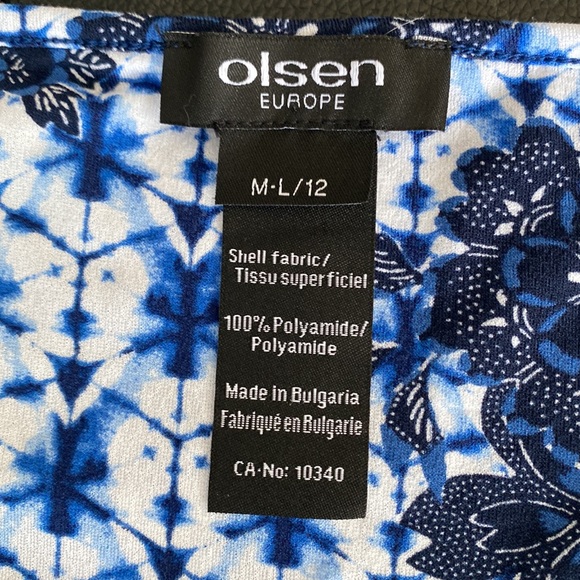 olsen
EUROPE
M-L/12
Shell fabric/
Tissu superficiel
100% Polyamide/
Polyamide
Made in Bulgaria
Fabriqué en Bulgarie
CA-No: 10340